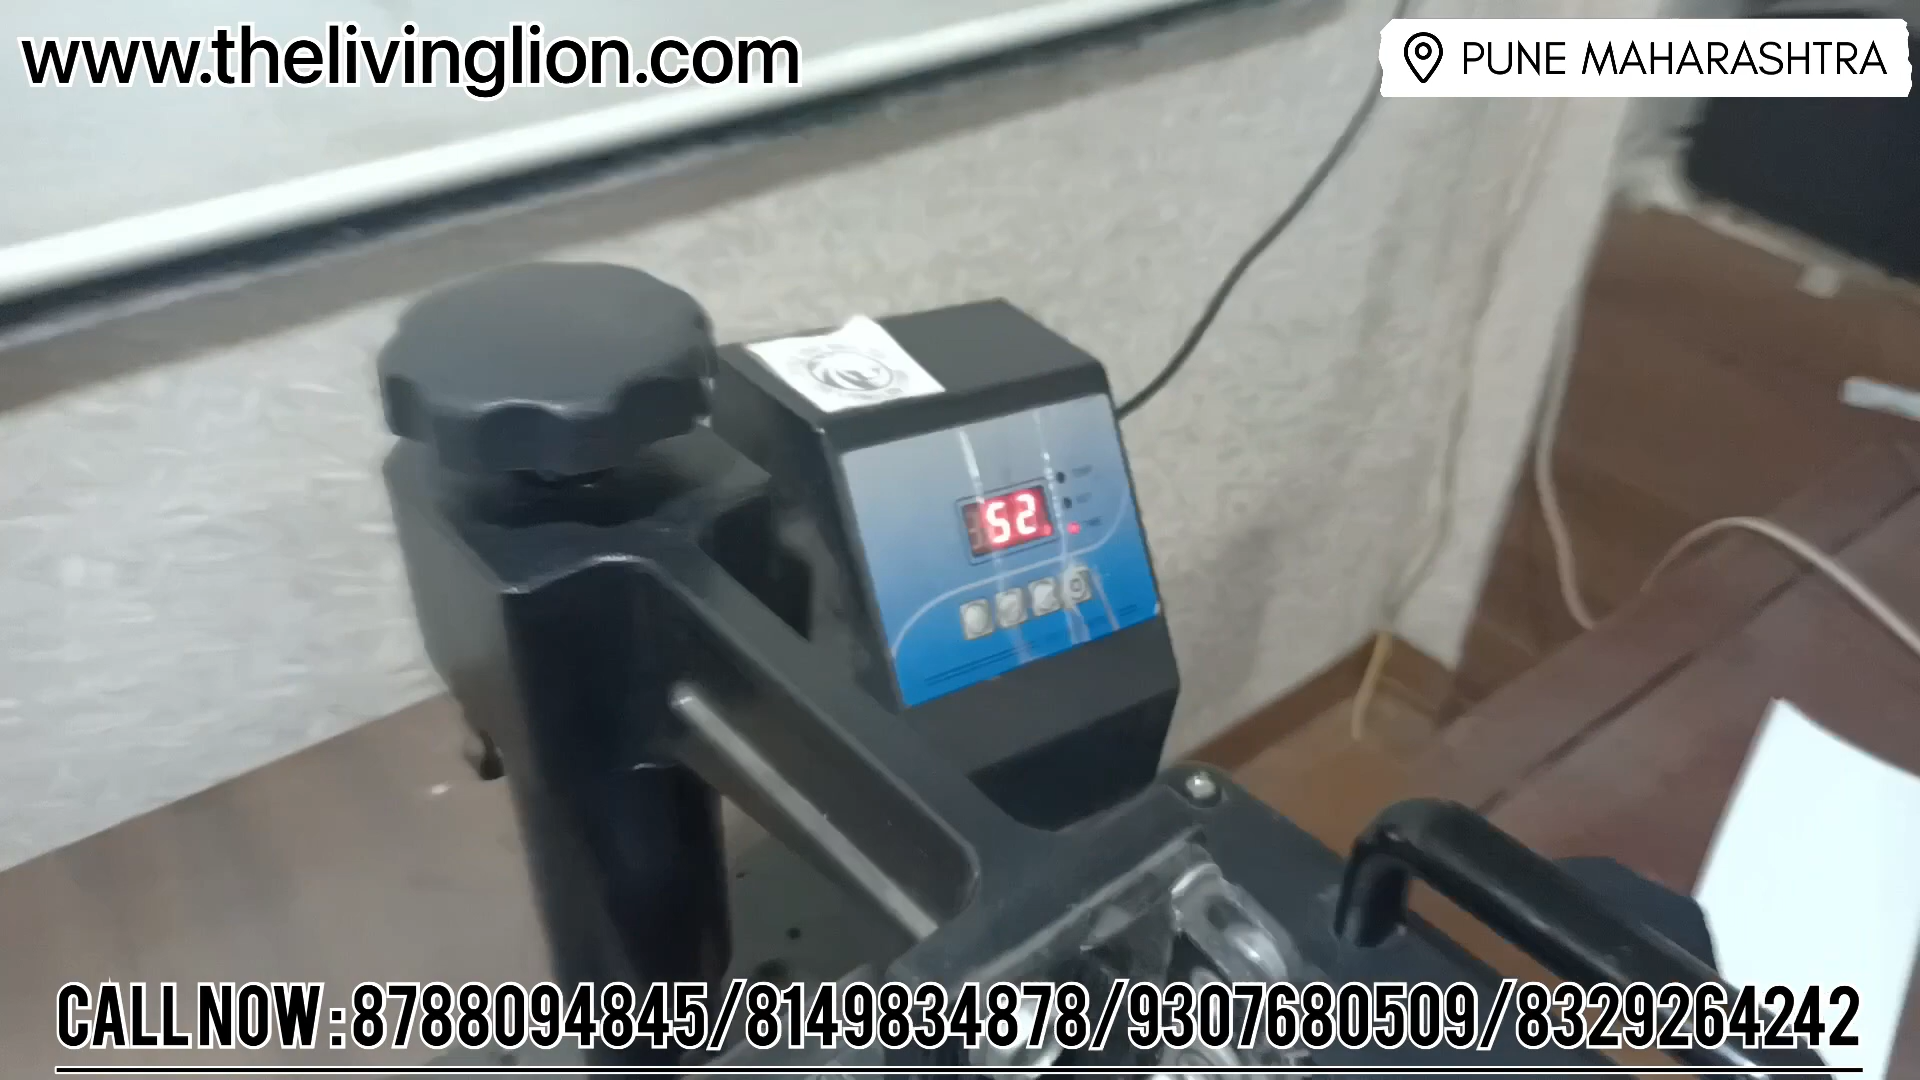 www.thelivinglion.com
PUNE MAHARASHTRA
52
CALL NOW:8788094845/8149834878/9307680509/8329264242